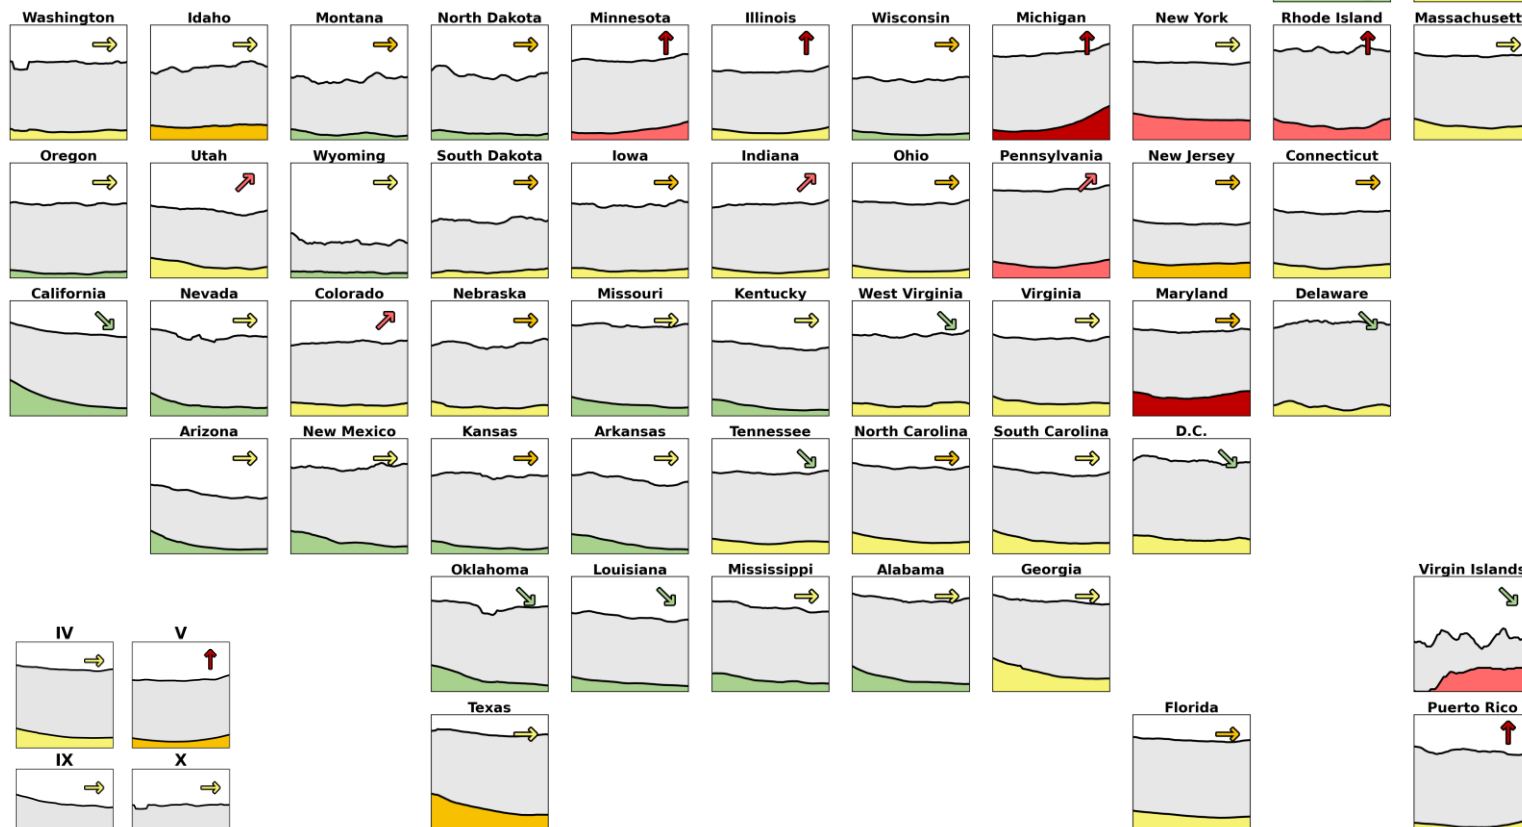 Washington Idaho Montana North Dakota Minnesota Illinois Wisconsin Michigan New York Rhode Island Massachusett
Oregon Utah Wyoming South Dakota Iowa Indiana Ohio Pennsylvania New Jersey Connecticut
California Nevada Colorado Nebraska Missouri Kentucky West Virginia Virginia Maryland Delaware
Arizona New Mexico Kansas Arkansas Tennessee North Carolina South Carolina D.C.
Oklahoma Louisiana Mississippi Alabama Georgia Virgin Islands
IV V
Texas Florida Puerto Rico
IX X